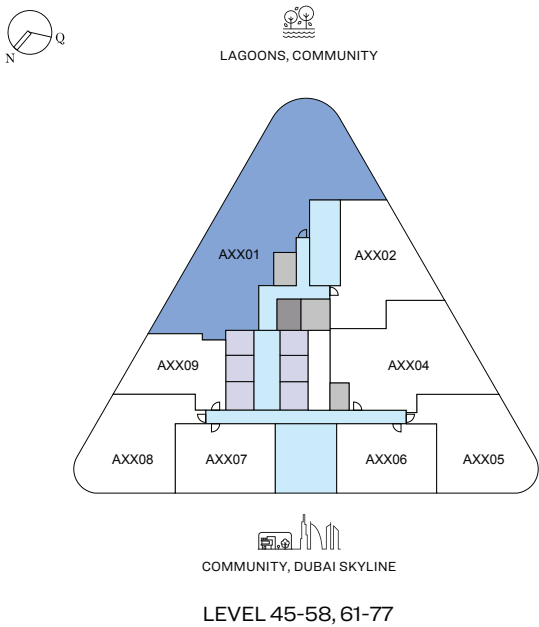 N
Q
LAGOONS, COMMUNITY
AXX01
AXX02
AXX09
AXX04
AXX08
AXX07
AXX06
AXX05
COMMUNITY, DUBAI SKYLINE
LEVEL 45-58, 61-77